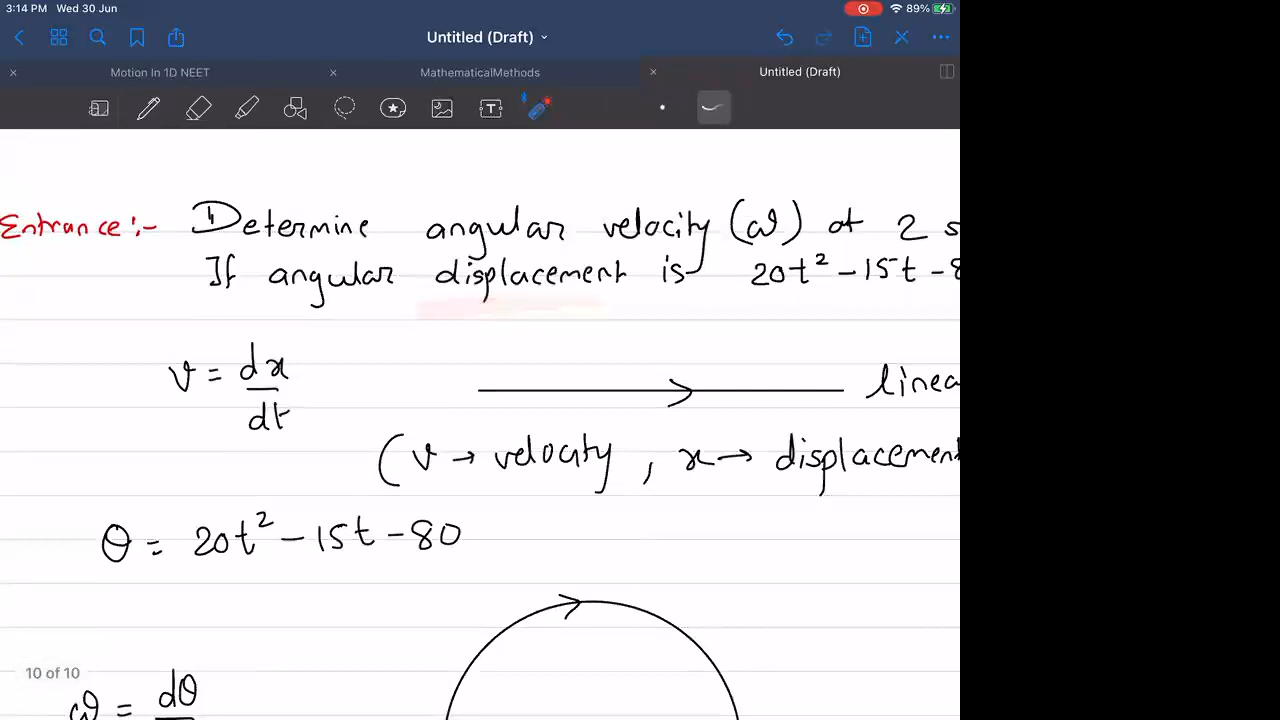 3:14 PM Wed 30 Jun
89%
Untitled (Draft)
Motion In 1D NEET
MathematicalMethods
Untitled (Draft)
Entrance :- Determine angular velocity (ω) at 2 s
If angular displacement is 20t² - 15t - 8
v = dx
dt
linea
(v → velocity, x → displacement
θ = 20t² - 15t - 80
10 of 10
ω = dθ